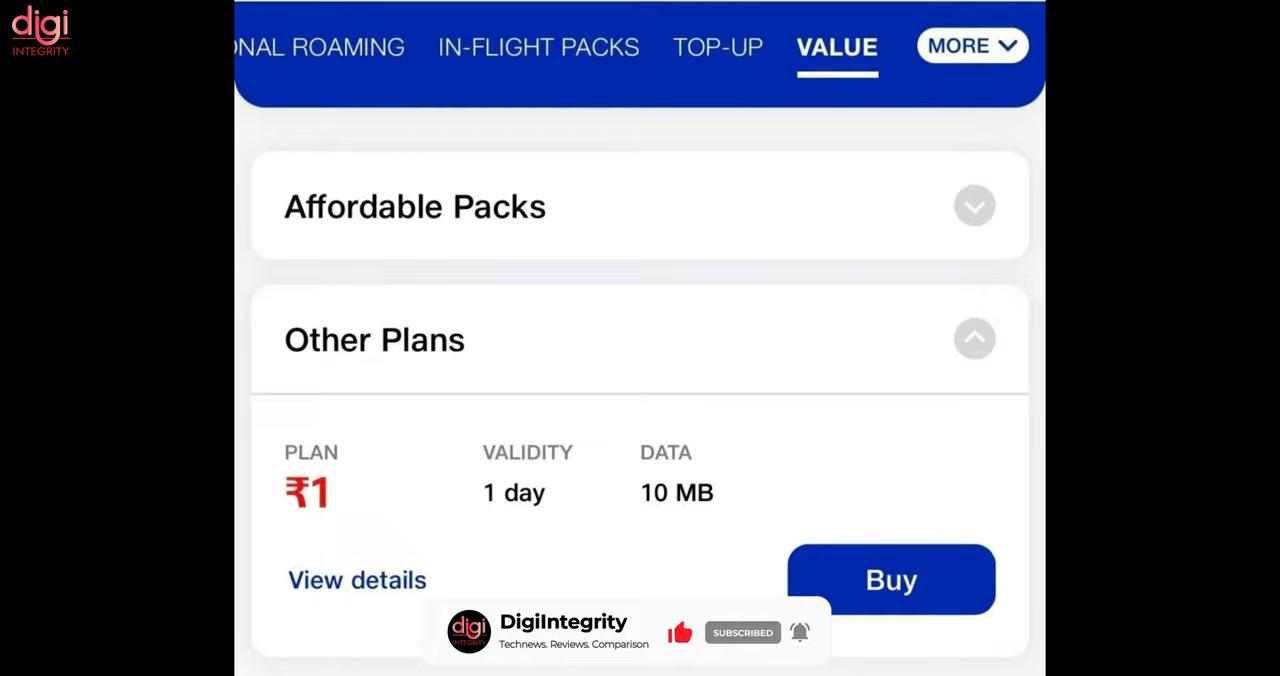 digi
INTEGRITY
ONAL ROAMING IN-FLIGHT PACKS TOP-UP VALUE MORE
Affordable Packs
Other Plans
PLAN VALIDITY DATA
₹1 1 day 10 MB
View details Buy
digi
INTEGRITY
DigiIntegrity
Technews. Reviews. Comparison
SUBSCRIBED